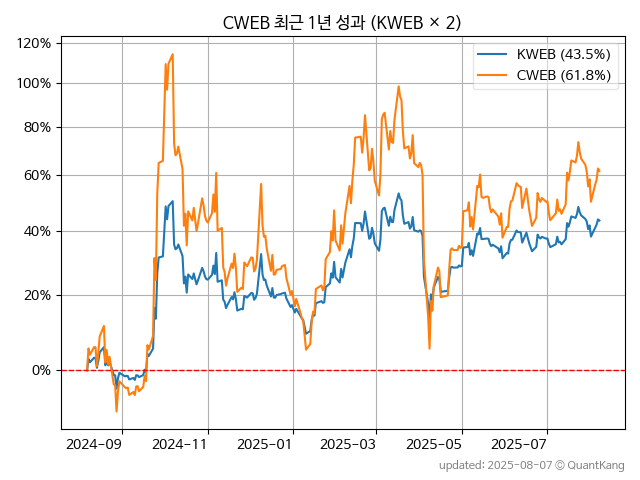 CWEB 최근 1년 성과 (KWEB × 2)
KWEB (43.5%)
CWEB (61.8%)
120%
100%
80%
60%
40%
20%
0%
2024-09 2024-11 2025-01 2025-03 2025-05 2025-07
updated: 2025-08-07 © QuantKang